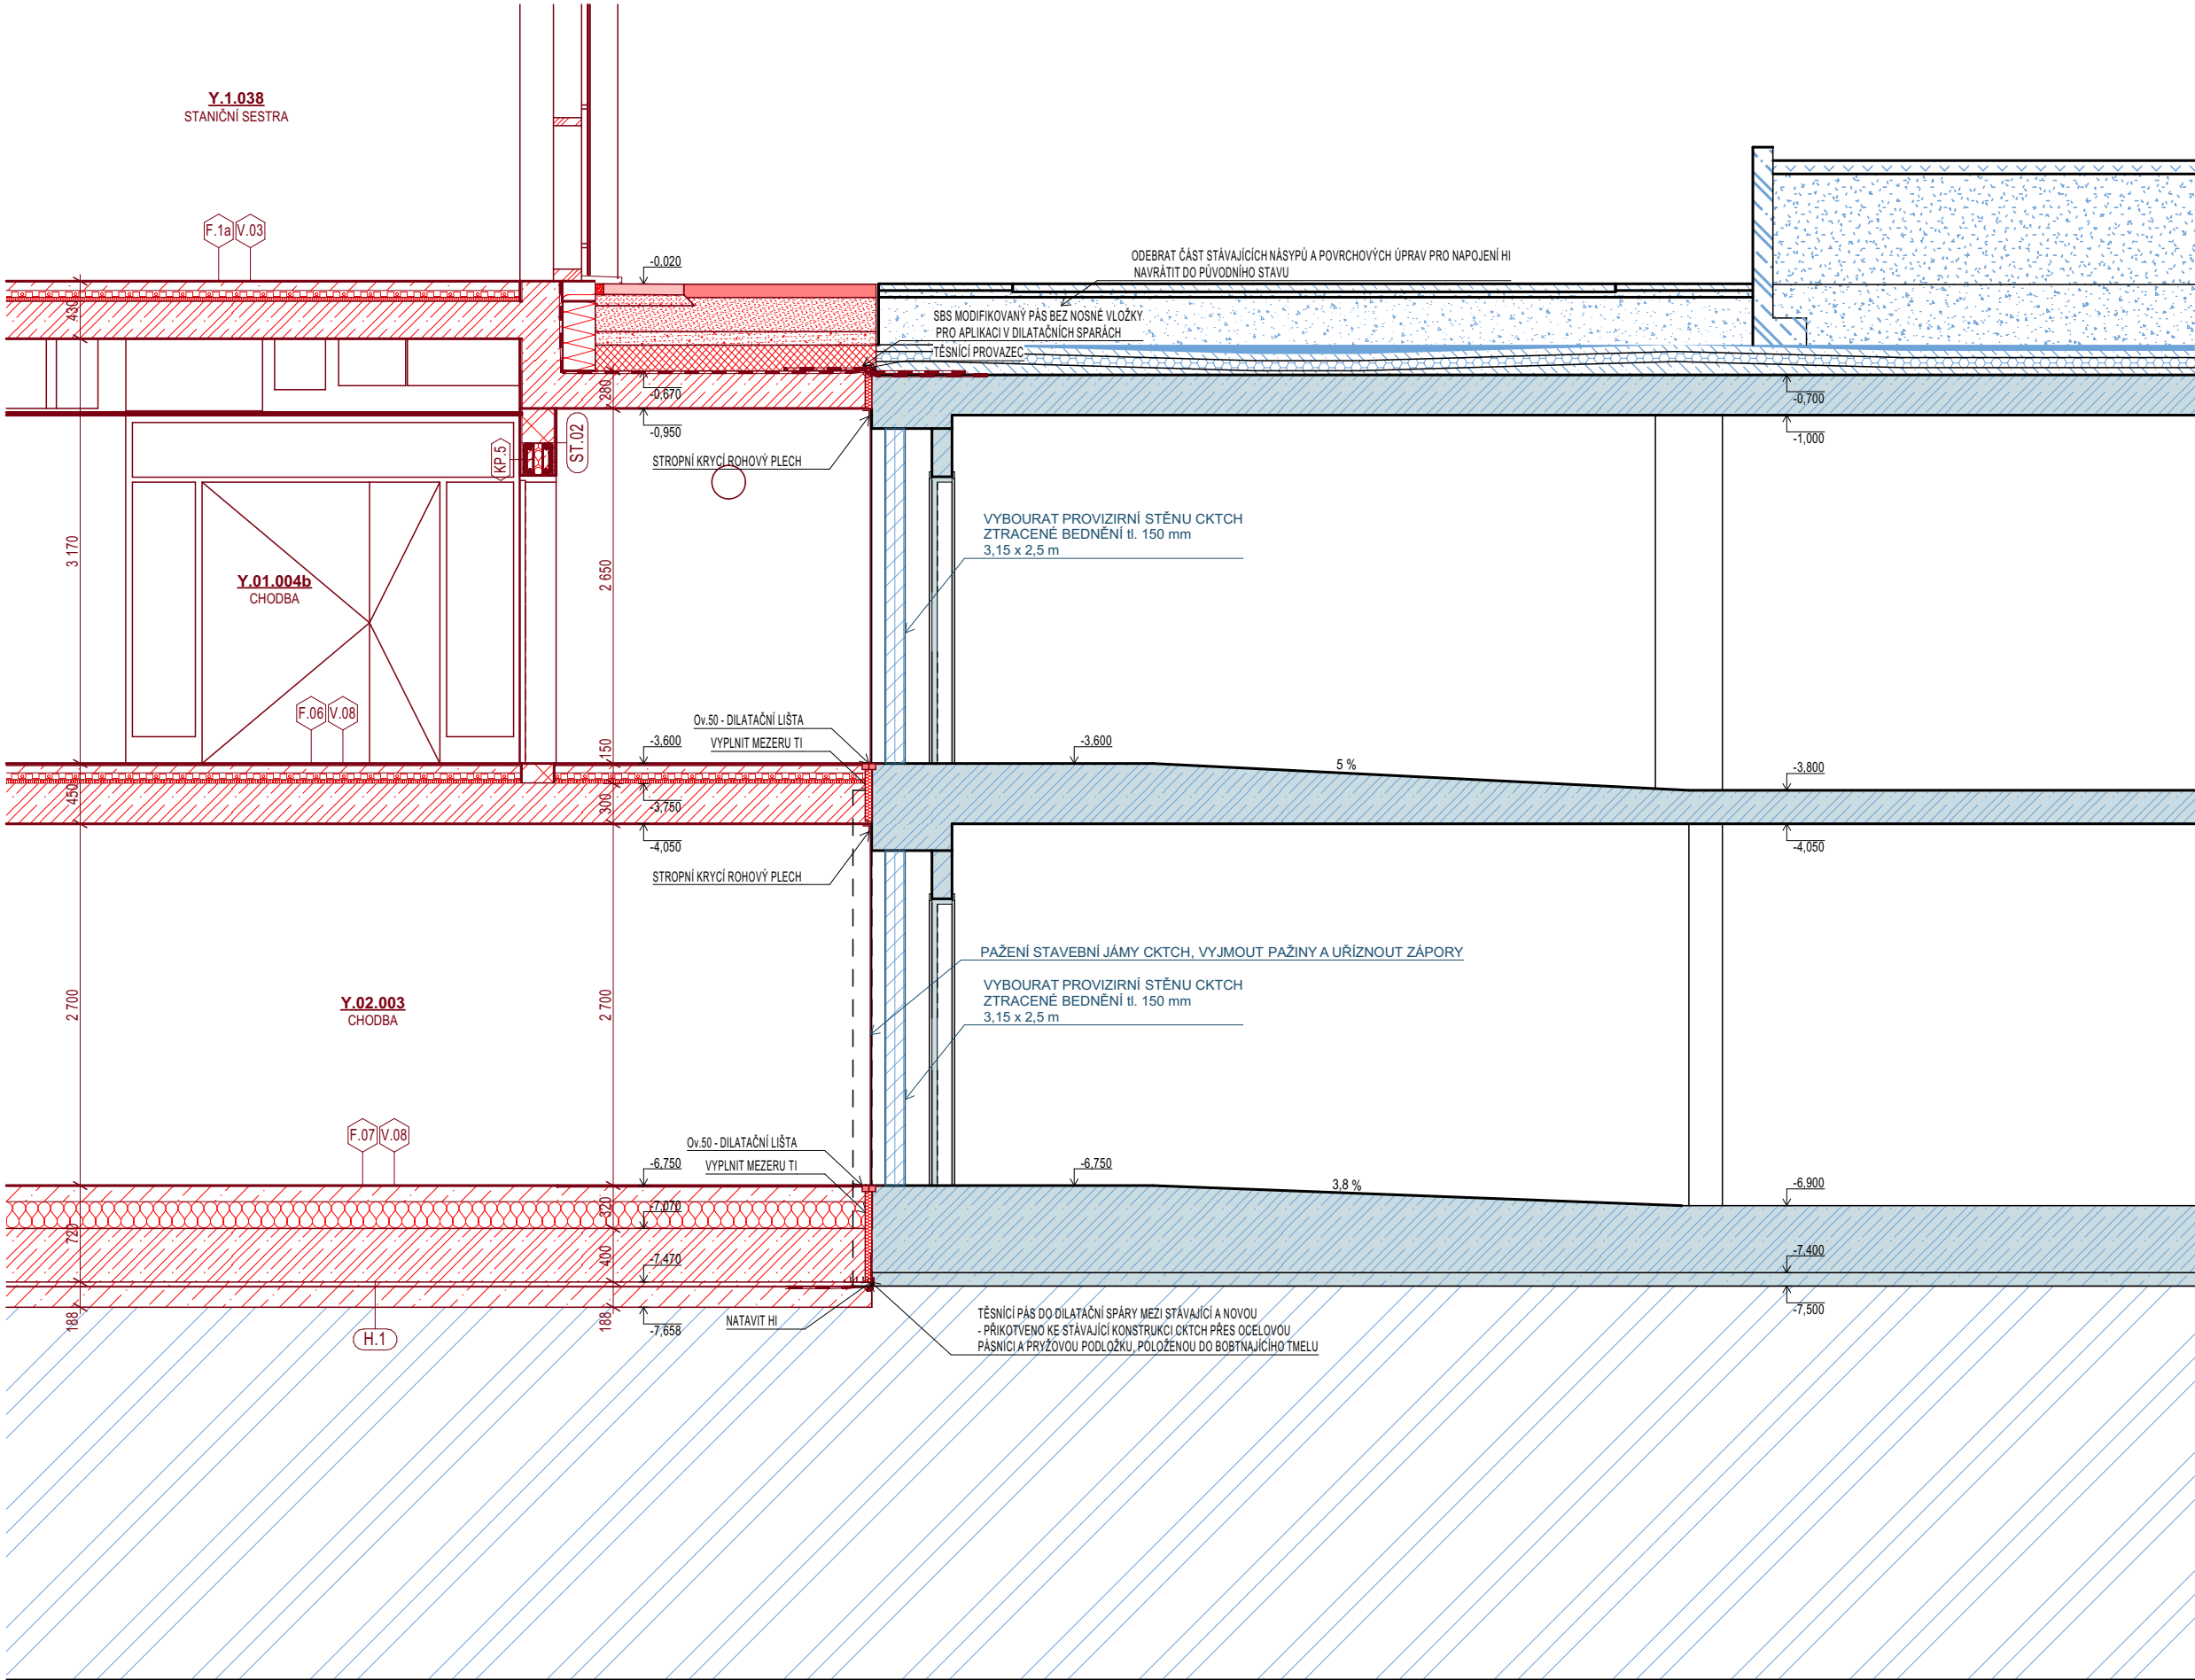 Y.1.038
STANIČNÍ SESTRA
F.1a
V.03
-0,020
ODEBRAT ČÁST STÁVAJÍCÍCH NÁSYPŮ A POVRCHOVÝCH ÚPRAV PRO NAPOJENÍ HI
NAVRÁTIT DO PŮVODNÍHO STAVU
430
SBS MODIFIKOVANÝ PÁS BEZ NOSNÉ VLOŽKY
PRO APLIKACI V DILATAČNÍCH SPARÁCH
TĚSNÍCÍ PROVAZEC
280
-0,670
-0,700
-0,950
-1,000
KP.5
ST.02
STROPNÍ KRYCÍ ROHOVÝ PLECH
VYBOURAT PROVIZIRNÍ STĚNU CKTCH
ZTRACENÉ BEDNĚNÍ tl. 150 mm
3,15 x 2,5 m
3 170
2 650
Y.01.004b
CHODBA
F.06
V.08
Ov.50 - DILATAČNÍ LIŠTA
-3,600
VYPLNIT MEZERU TI
150
-3,600
5 %
-3,800
450
300
-3,750
-4,050
-4,050
STROPNÍ KRYCÍ ROHOVÝ PLECH
PAŽENÍ STAVEBNÍ JÁMY CKTCH, VYJMOUT PAŽINY A UŘÍZNOUT ZÁPORY
VYBOURAT PROVIZIRNÍ STĚNU CKTCH
ZTRACENÉ BEDNĚNÍ tl. 150 mm
3,15 x 2,5 m
2 700
2 700
Y.02.003
CHODBA
F.07
V.08
Ov.50 - DILATAČNÍ LIŠTA
-6,750
VYPLNIT MEZERU TI
-6,750
3,8 %
-6,900
320
-7,070
720
400
-7,470
-7,400
188
188
-7,658
-7,500
H.1
NATAVIT HI
TĚSNÍCÍ PÁS DO DILATAČNÍ SPÁRY MEZI STÁVAJÍCÍ A NOVOU
- PŘIKOTVENO KE STÁVAJÍCÍ KONSTRUKCI CKTCH PŘES OCELOVOU
PÁSNICI A PRYŽOVOU PODLOŽKU, POLOŽENOU DO BOBTNAJÍCÍHO TMELU